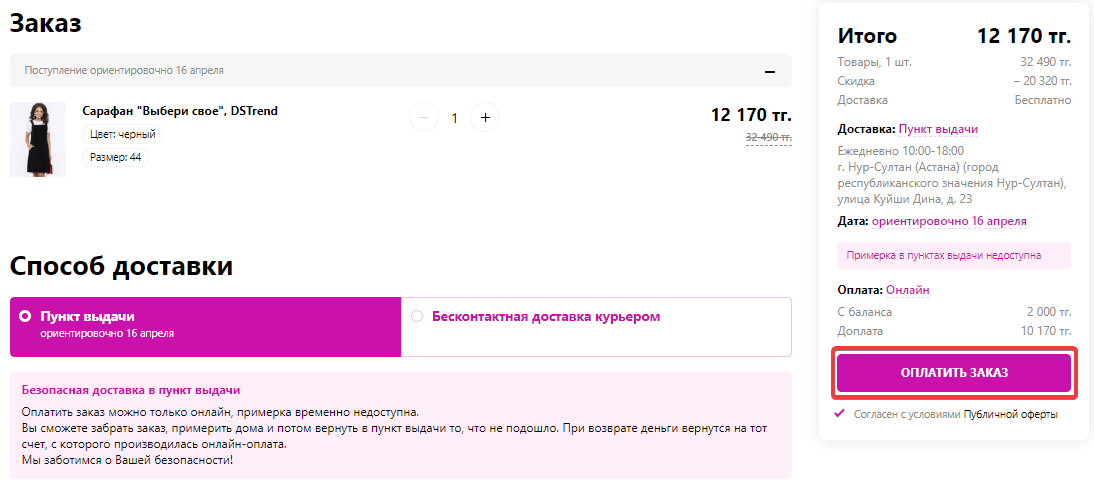 Заказ
Поступление ориентировочно 16 апреля
Сарафан "Выбери свое", DSTrend
Цвет: черный
Размер: 44
1
12 170 тг.
32 490 тг.
Способ доставки
Пункт выдачи
ориентировочно 16 апреля
Бесконтактная доставка курьером
Безопасная доставка в пункт выдачи
Оплатить заказ можно только онлайн, примерка временно недоступна.
Вы сможете забрать заказ, примерить дома и потом вернуть в пункт выдачи то, что не подошло. При возврате деньги вернутся на тот
счет, с которого производилась онлайн-оплата.
Мы заботимся о Вашей безопасности!
Итого 12 170 тг.
Товары, 1 шт. 32 490 тг.
Скидка – 20 320 тг.
Доставка Бесплатно
Доставка: Пункт выдачи
Ежедневно 10:00-18:00
г. Нур-Султан (Астана) (город
республиканского значения Нур-Султан),
улица Куйши Дина, д. 23
Дата: ориентировочно 16 апреля
Примерка в пунктах выдачи недоступна
Оплата: Онлайн
С баланса 2 000 тг.
Доплата 10 170 тг.
ОПЛАТИТЬ ЗАКАЗ
Согласен с условиями Публичной оферты